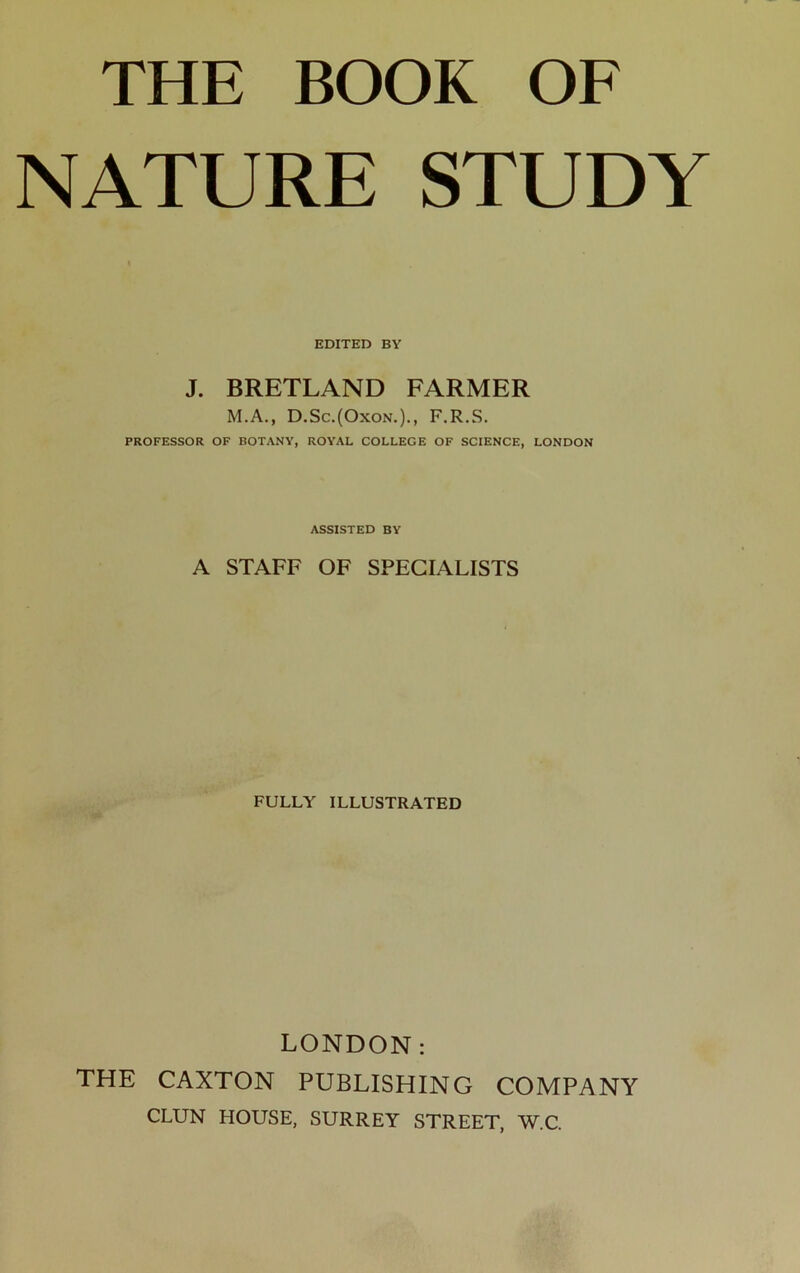 THE BOOK OF
NATURE STUDY
EDITED BY
J. BRETLAND FARMER
M.A., D.Sc.(Oxon.)., F.R.S.
PROFESSOR OF BOTANY, ROYAL COLLEGE OF SCIENCE, LONDON
ASSISTED BY
A STAFF OF SPECIALISTS
FULLY ILLUSTRATED
LONDON:
THE CAXTON PUBLISHING COMPANY
CLUN HOUSE, SURREY STREET, W.C.